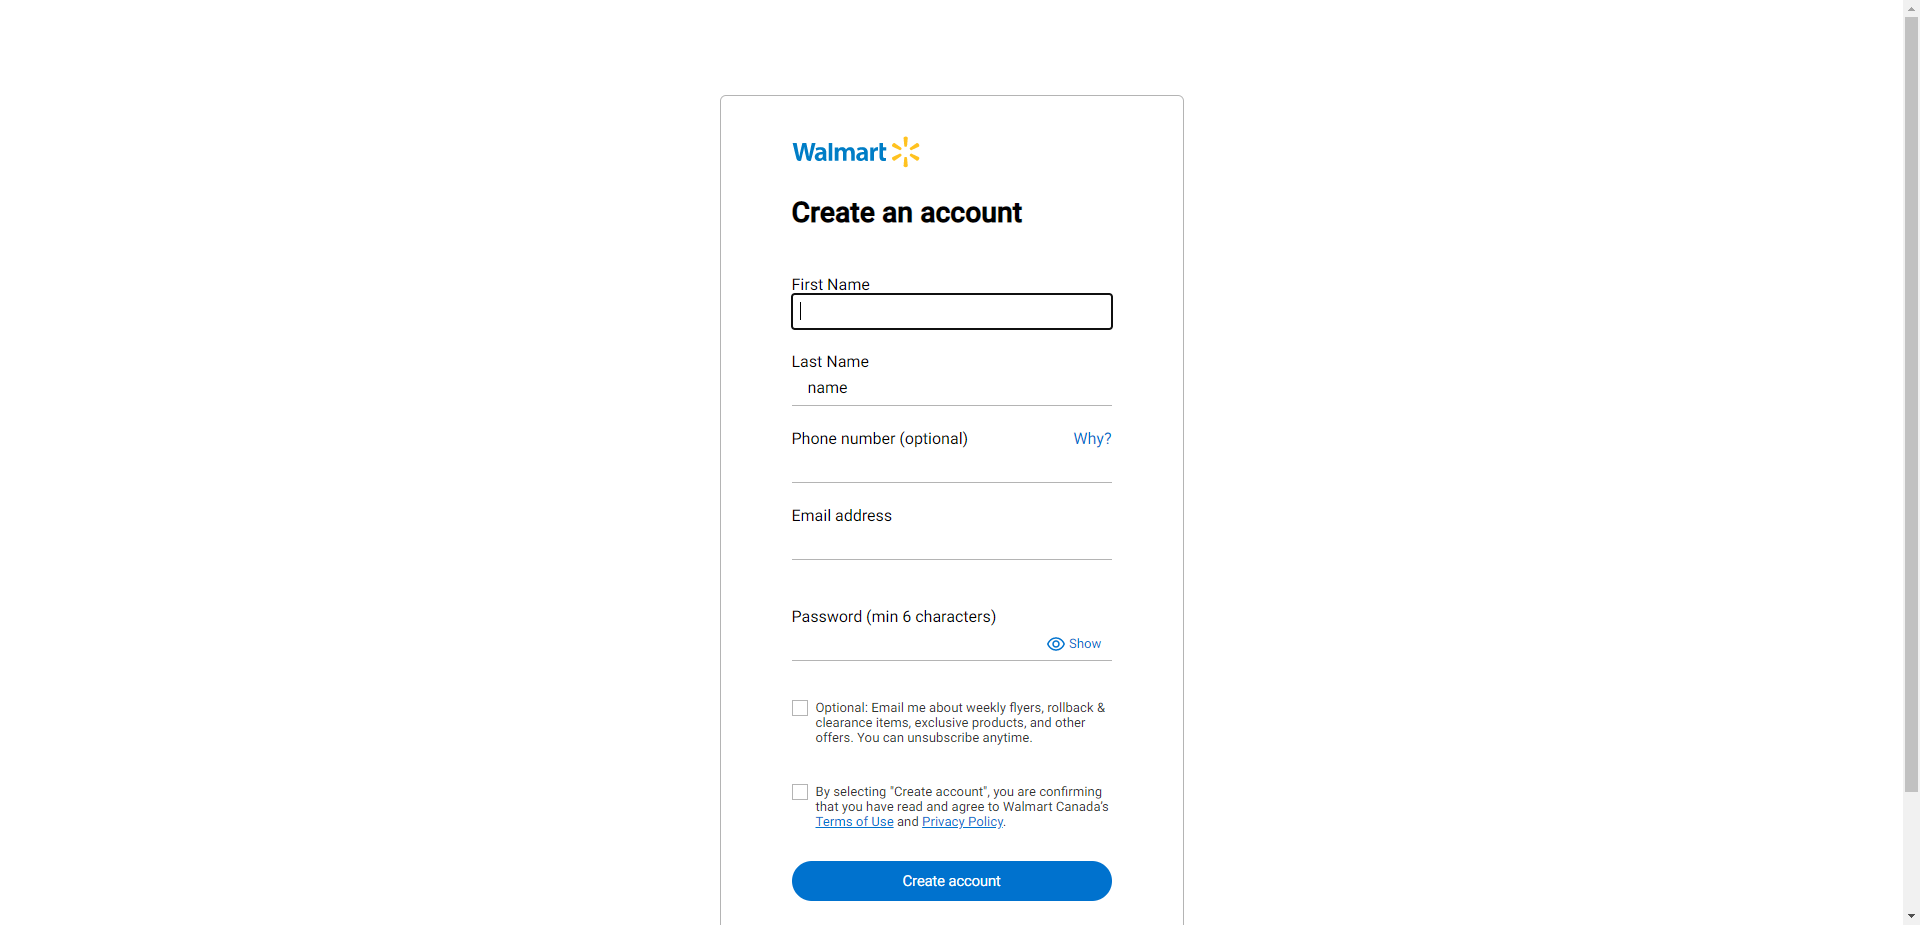 Walmart
Create an account
First Name
Last Name
name
Phone number (optional) Why?
Email address
Password (min 6 characters)
Show
Optional: Email me about weekly flyers, rollback &
clearance items, exclusive products, and other
offers. You can unsubscribe anytime.
By selecting "Create account", you are confirming
that you have read and agree to Walmart Canada's
Terms of Use and Privacy Policy.
Create account